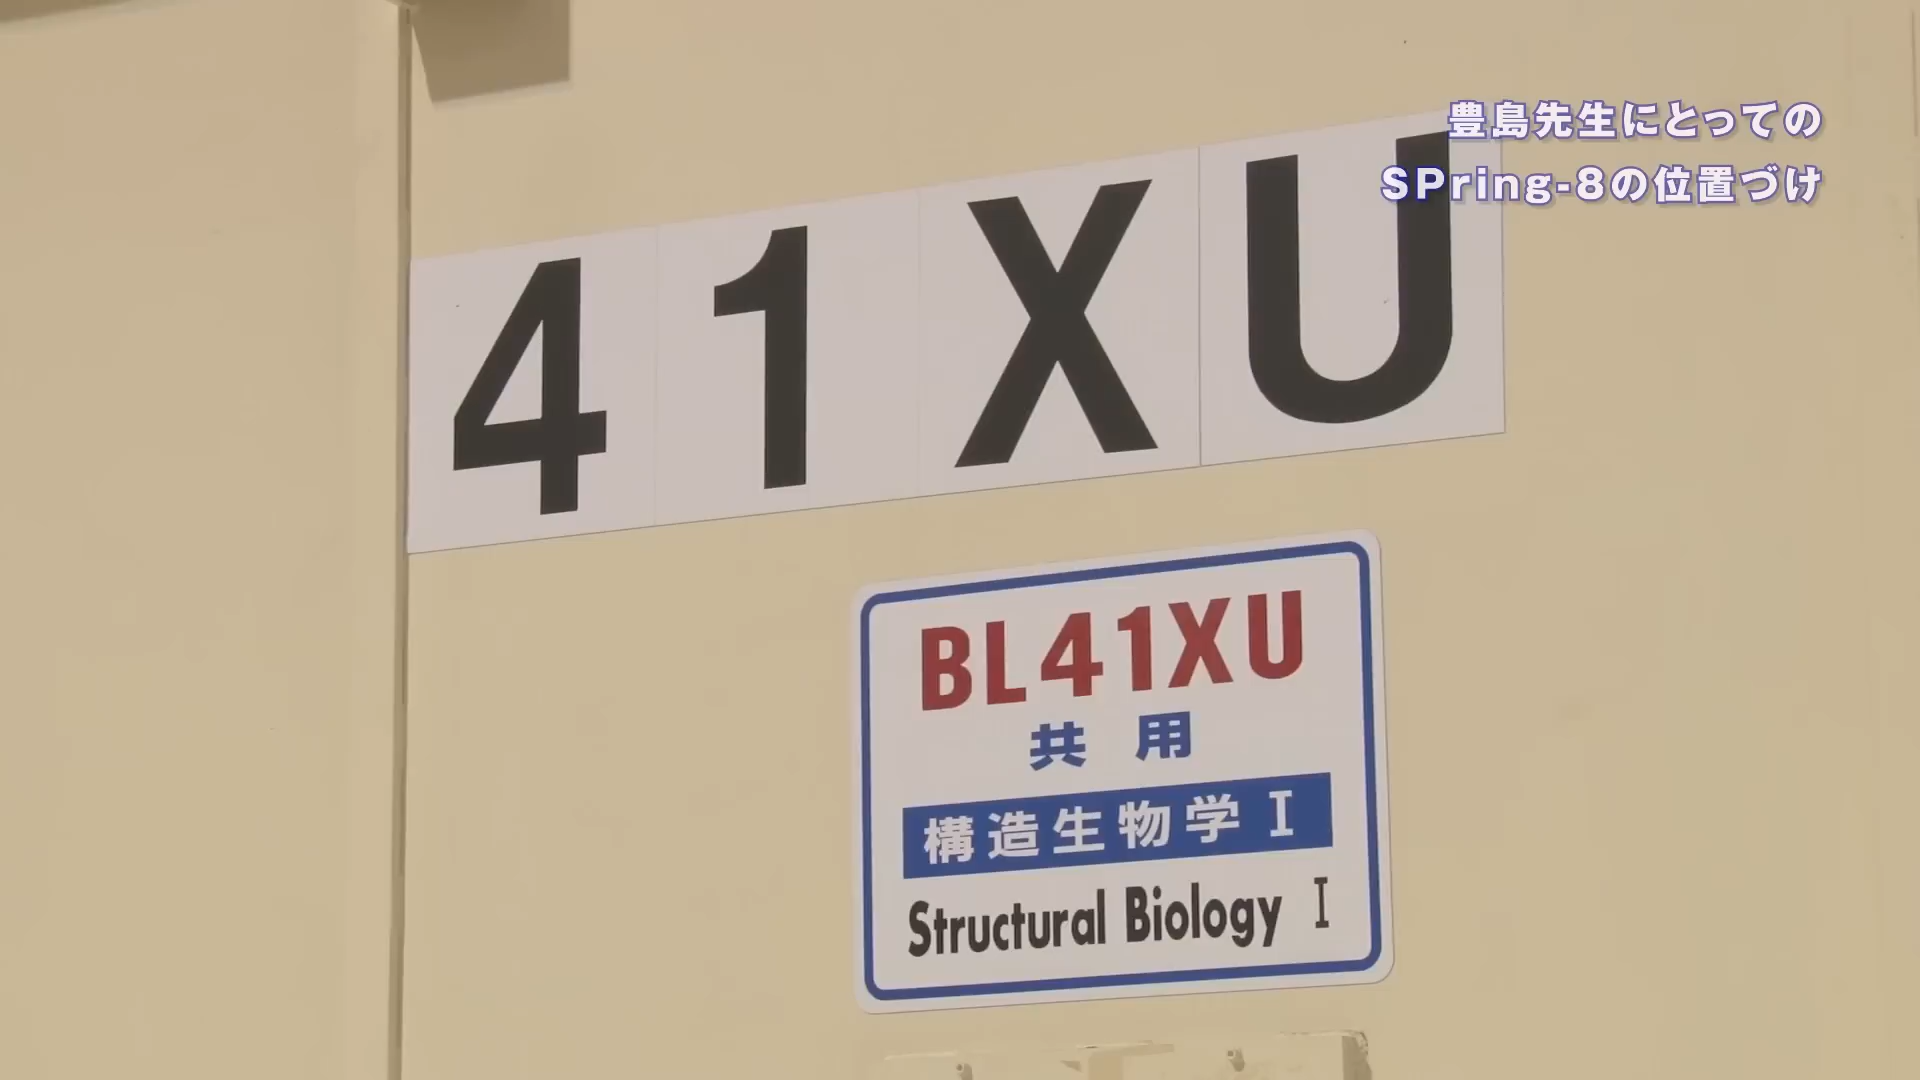 豊島先生にとっての
SPring-8の位置づけ
41XU
BL41XU
共用
構造生物学Ⅰ
Structural Biology Ⅰ